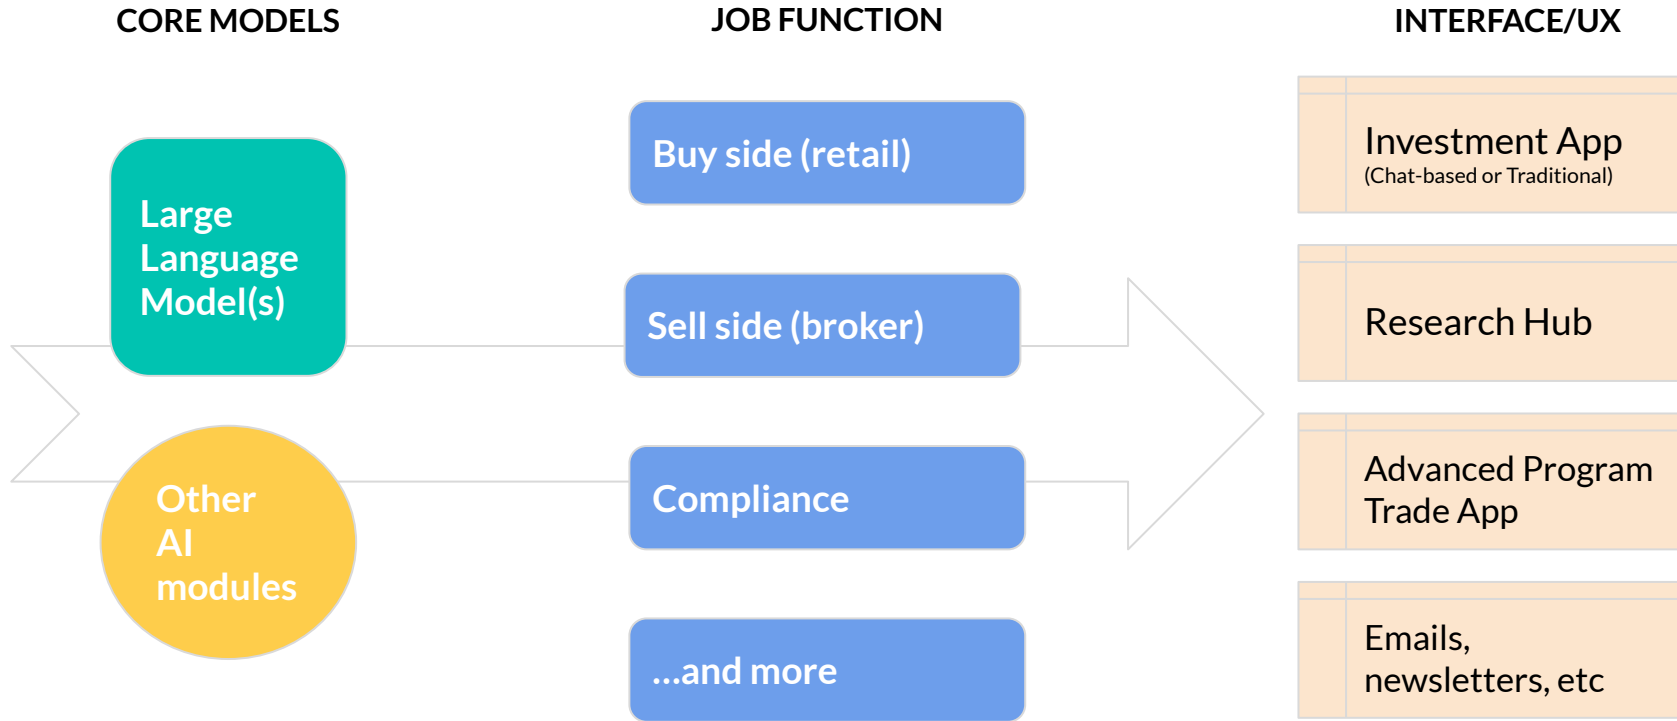 CORE MODELS
JOB FUNCTION
INTERFACE/UX
Large
Language
Model(s)
Other
AI
modules
Buy side (retail)
Sell side (broker)
Compliance
...and more
Investment App
(Chat-based or Traditional)
Research Hub
Advanced Program
Trade App
Emails,
newsletters, etc